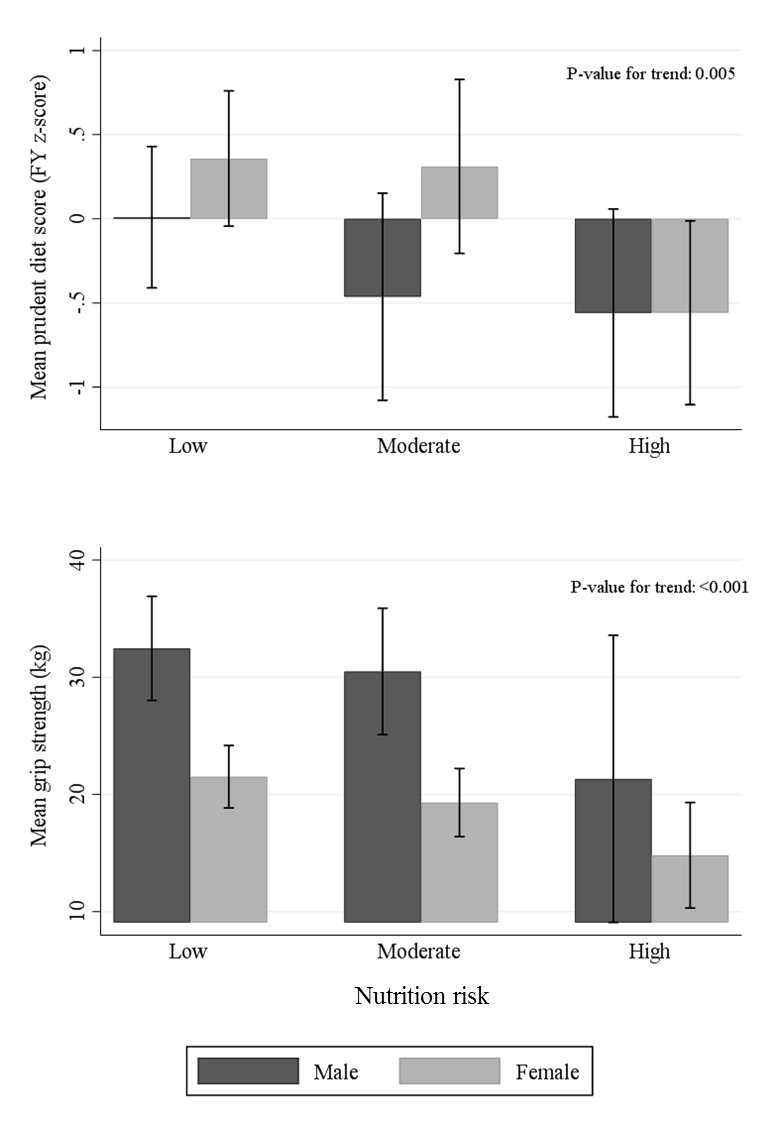 Mean prudent diet score (FY z-score)
1
.5
0
-.5
-1
P-value for trend: 0.005
Low Moderate High
Mean grip strength (kg)
40
30
20
10
P-value for trend: <0.001
Low Moderate High
Nutrition risk
Male Female